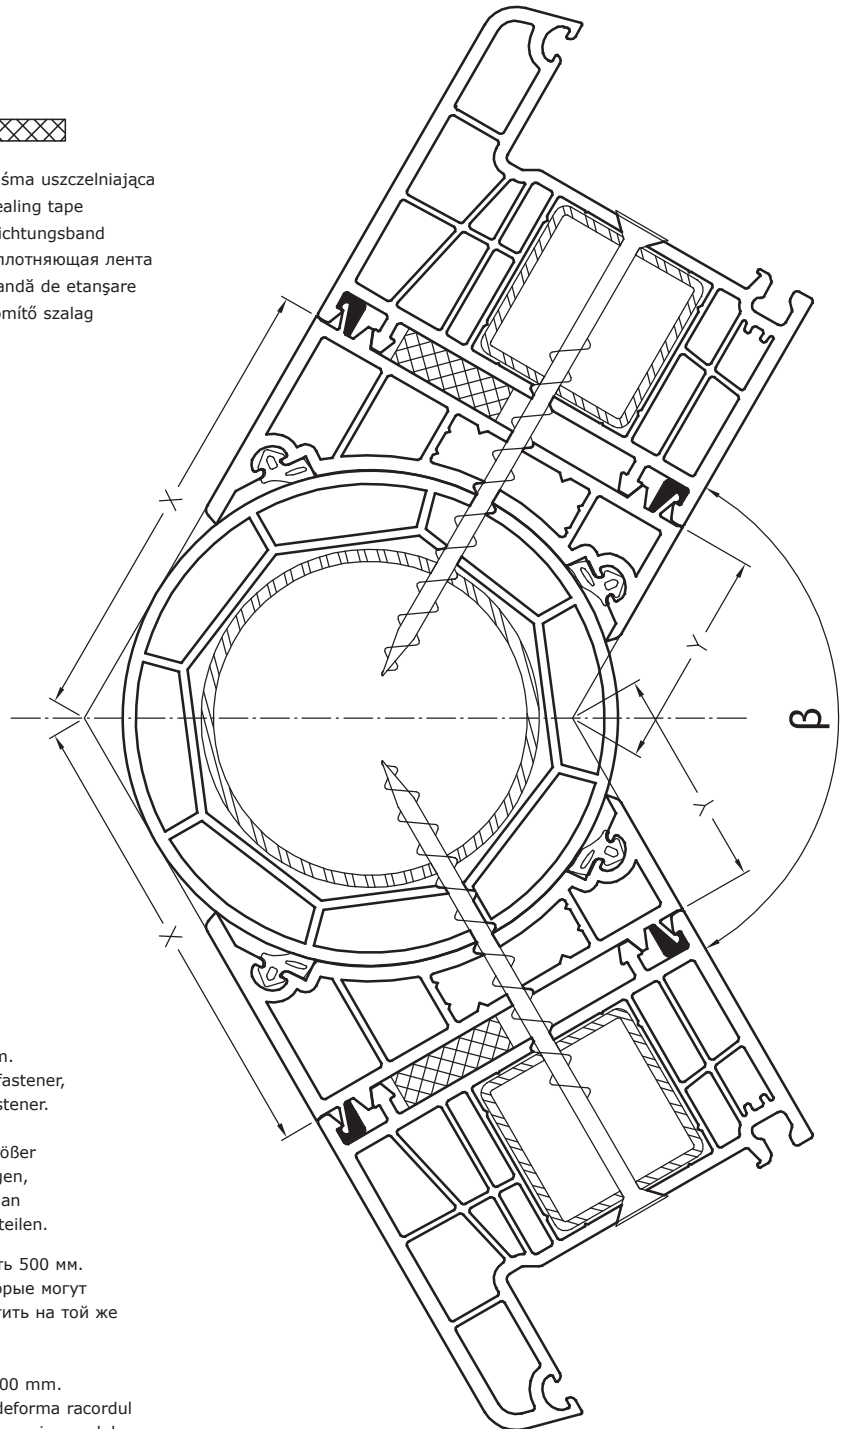 śma uszczelniająca
ealing tape
ichtungsband
плотняющая лента
andă de etanşare
omítő szalag
X
Y
β
Y
X
m.
fastener,
stener.
ößer
gen,
an
teilen.
ть 500 мм.
орые могут
тить на той же
00 mm.
deforma racordul